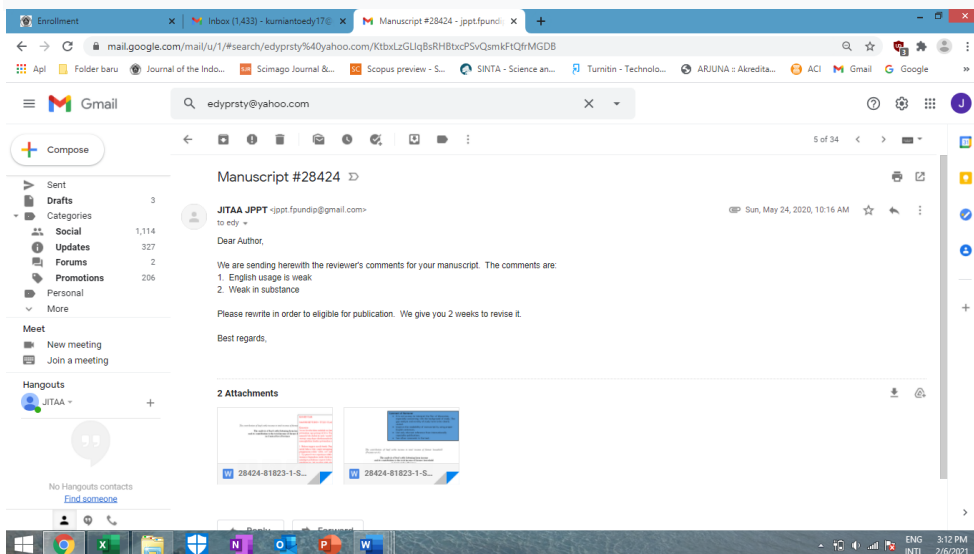 Enrollment
Inbox (1,433) - kumiantoedy17@
Manuscript #28424 - jppt.fpundip
mail.google.com/mail/u/1/#search/edyprsty%40yahoo.com/KtbxLzGLlqBsRHBtxcPSvQsmkFtQfrMGDB
Apl
Folder baru
Journal of the Indo...
Scimago Journal &...
Scopus preview - S...
SINTA - Science an...
Turnitin - Technolo...
ARJUNA :: Akredita...
ACI
Gmail
Google
Gmail
edyprsty@yahoo.com
J
Compose
5 of 34
Sent
Drafts 3
Categories
Social 1,114
Updates 327
Forums 2
Promotions 206
Personal
More
Meet
New meeting
Join a meeting
Hangouts
JITAA
No Hangouts contacts
Find someone
Manuscript #28424
JITAA JPPT <jppt.fpundip@gmail.com>
Sun, May 24, 2020, 10:16 AM
to edy
Dear Author,
We are sending herewith the reviewer's comments for your manuscript. The comments are:
1. English usage is weak
2. Weak in substance
Please rewrite in order to eligible for publication. We give you 2 weeks to revise it.
Best regards,
2 Attachments
W 28424-81823-1-S...
W 28424-81823-1-S...
Reply
Forward
ENG
INTL
3:12 PM
2/6/2021